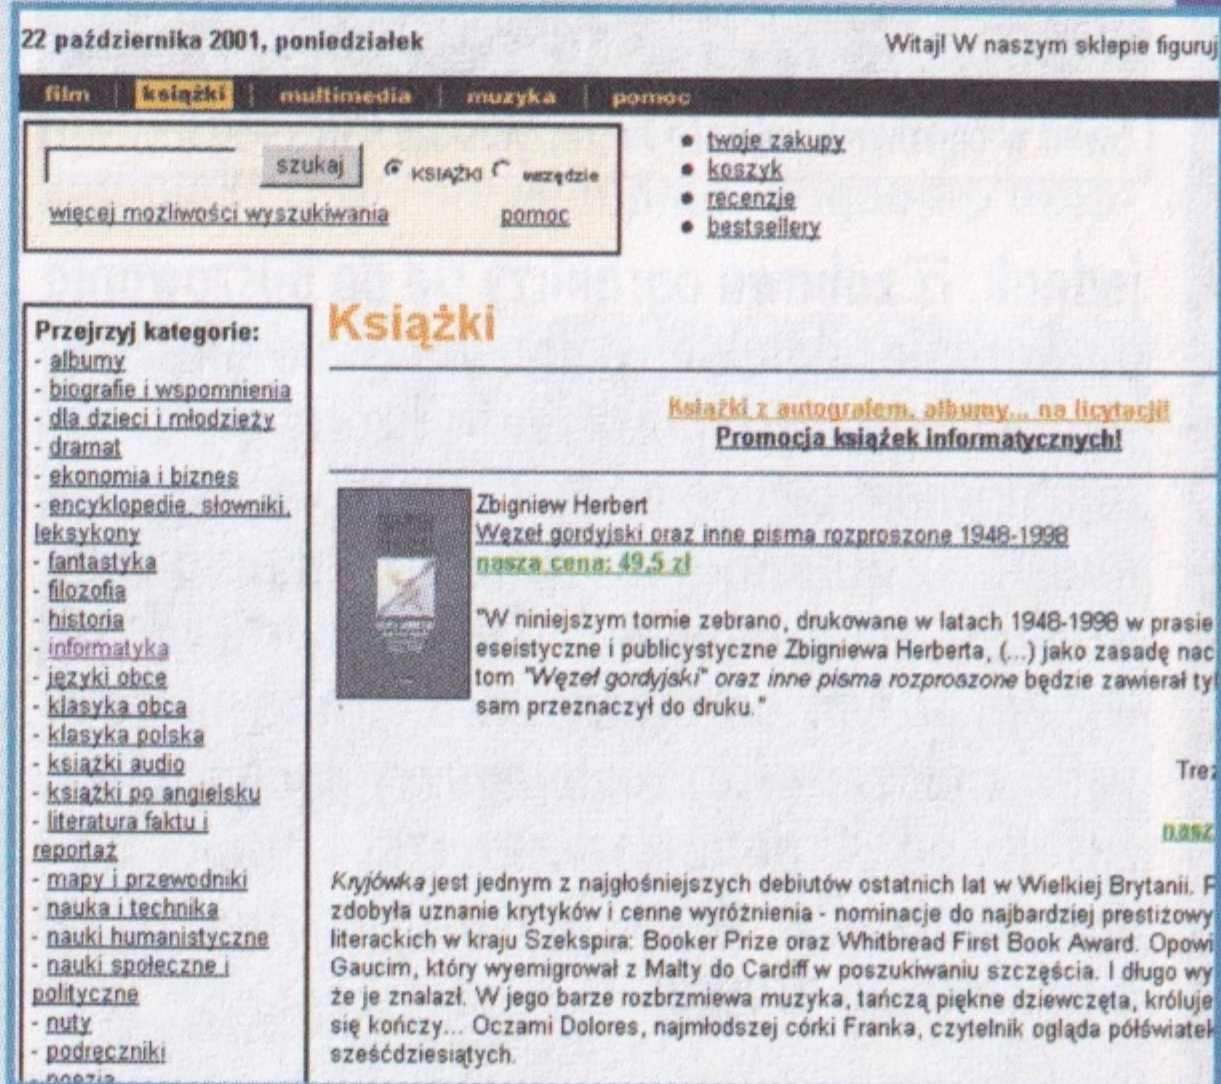 22 października 2001, poniedziałek
Witaj! W naszym sklepie figuruj
film | książki | multimedia | muzyka | pomoc
szukaj KSIĄŻKI wszędzie
więcej możliwości wyszukiwania pomoc
• twoje zakupy
• koszyk
• recenzje
• bestsellery
Przejrzyj kategorie:
- albumy
- biografie i wspomnienia
- dla dzieci i młodzieży
- dramat
- ekonomia i biznes
- encyklopedie, słowniki,
leksykony
- fantastyka
- filozofia
- historia
- informatyka
- języki obce
- klasyka obca
- klasyka polska
- książki audio
- książki po angielsku
- literatura faktu i
reportaż
- mapy i przewodniki
- nauka i technika
- nauki humanistyczne
- nauki społeczne i
polityczne
- nuty
- podręczniki
- poezja
Książki
Książki z autografem, albumy... na licytacji!
Promocja książek informatycznych!
Zbigniew Herbert
Węzeł gordyjski oraz inne pisma rozproszone 1948-1998
nasza cena: 49,5 zł
"W niniejszym tomie zebrano, drukowane w latach 1948-1998 w prasie
eseistyczne i publicystyczne Zbigniewa Herberta, (...) jako zasadę nac
tom "Węzeł gordyjski" oraz inne pisma rozproszone będzie zawierał tyl
sam przeznaczył do druku."
Trez
nasz
Kryjówka jest jednym z najgłośniejszych debiutów ostatnich lat w Wielkiej Brytanii. P
zdobyła uznanie krytyków i cenne wyróżnienia - nominacje do najbardziej prestiżowy
literackich w kraju Szekspira: Booker Prize oraz Whitbread First Book Award. Opowi
Gaucim, który wyemigrował z Malty do Cardiff w poszukiwaniu szczęścia. I długo wy
że je znalazł. W jego barze rozbrzmiewa muzyka, tańczą piękne dziewczęta, króluje
się kończy... Oczami Dolores, najmłodszej córki Franka, czytelnik ogląda półświatek
sześćdziesiątych.